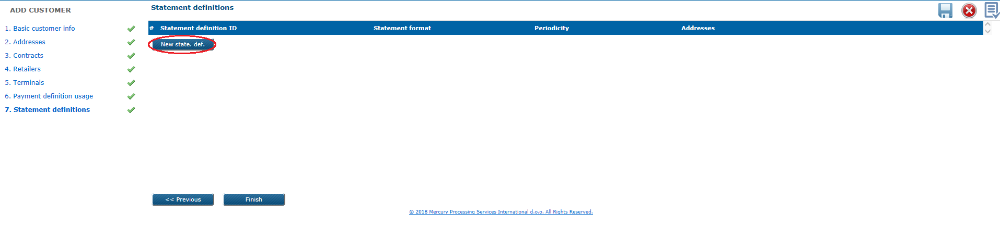 ADD CUSTOMER
1. Basic customer info
2. Addresses
3. Contracts
4. Retailers
5. Terminals
6. Payment definition usage
7. Statement definitions
Statement definitions
# Statement definition ID Statement format Periodicity Addresses
New state. def.
<< Previous Finish
© 2018 Mercury Processing Services International d.o.o. All Rights Reserved.